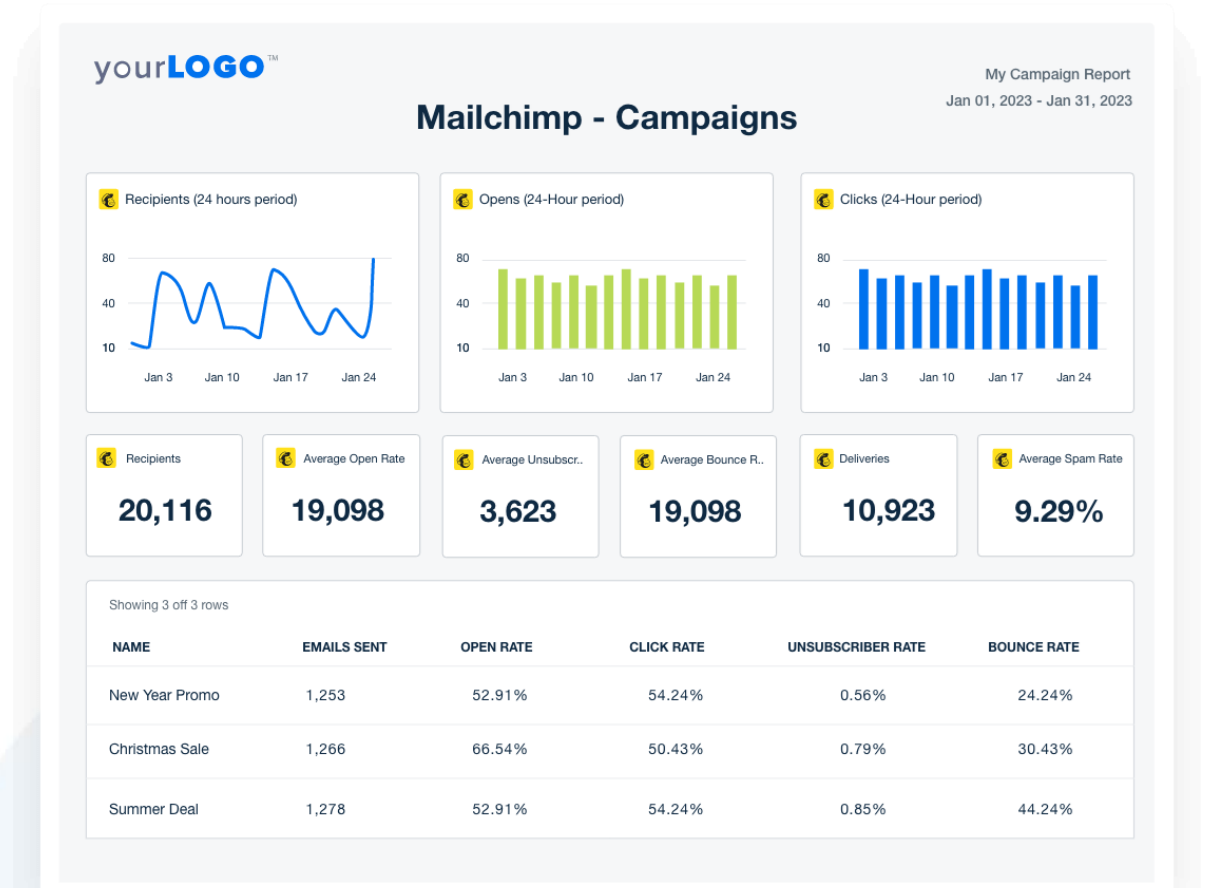 yourLOGO™
My Campaign Report
Jan 01, 2023 - Jan 31, 2023
Mailchimp - Campaigns
Recipients (24 hours period)
80
40
10
Jan 3 Jan 10 Jan 17 Jan 24
Opens (24-Hour period)
80
40
10
Jan 3 Jan 10 Jan 17 Jan 24
Clicks (24-Hour period)
80
40
10
Jan 3 Jan 10 Jan 17 Jan 24
Recipients
20,116
Average Open Rate
19,098
Average Unsubscr..
3,623
Average Bounce R..
19,098
Deliveries
10,923
Average Spam Rate
9.29%
Showing 3 off 3 rows
NAME EMAILS SENT OPEN RATE CLICK RATE UNSUBSCRIBER RATE BOUNCE RATE
New Year Promo 1,253 52.91% 54.24% 0.56% 24.24%
Christmas Sale 1,266 66.54% 50.43% 0.79% 30.43%
Summer Deal 1,278 52.91% 54.24% 0.85% 44.24%